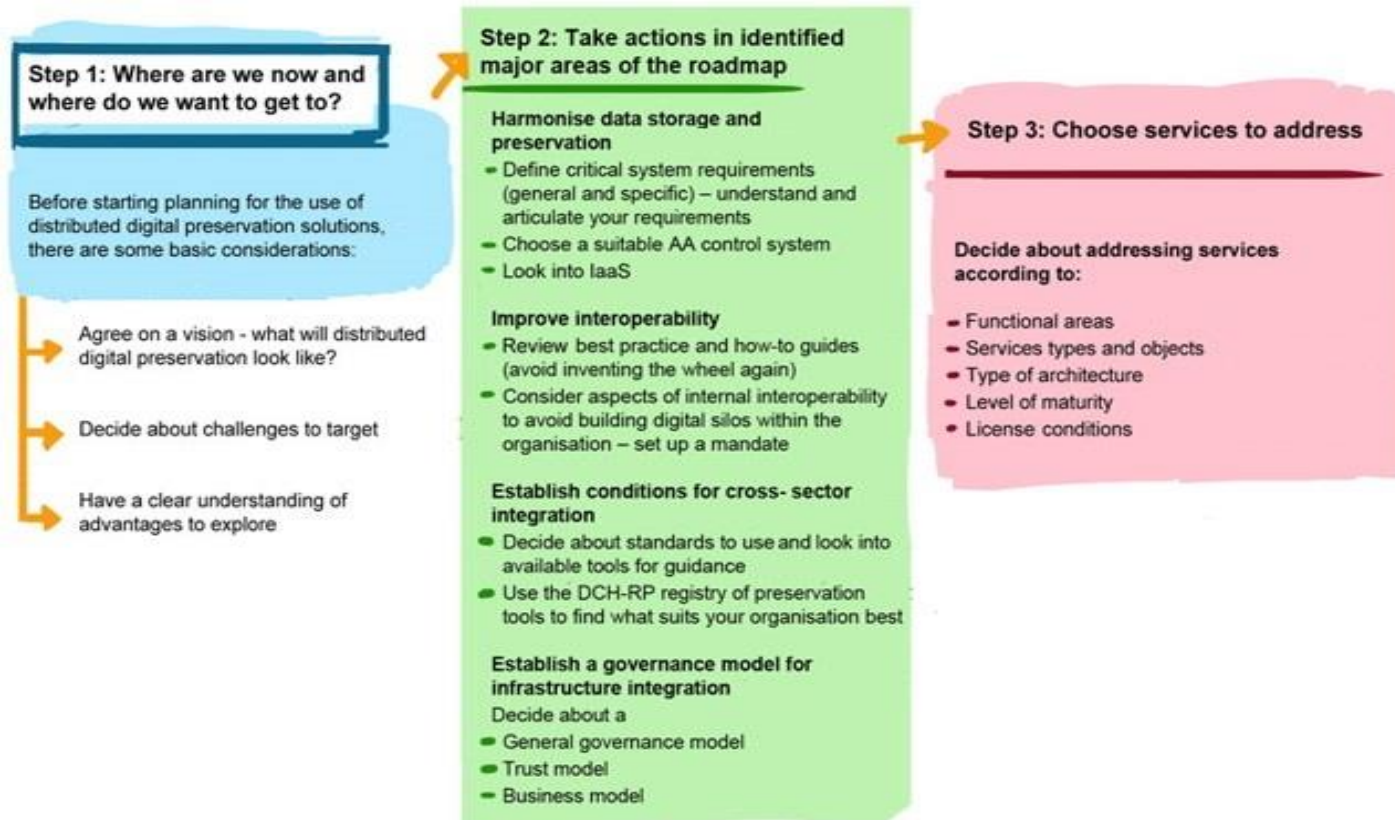 Step 1: Where are we now and
where do we want to get to?
Before starting planning for the use of
distributed digital preservation solutions,
there are some basic considerations:
Agree on a vision - what will distributed
digital preservation look like?
Decide about challenges to target
Have a clear understanding of
advantages to explore
Step 2: Take actions in identified
major areas of the roadmap
Harmonise data storage and
preservation
Define critical system requirements
(general and specific) – understand and
articulate your requirements
Choose a suitable AA control system
Look into IaaS
Improve interoperability
Review best practice and how-to guides
(avoid inventing the wheel again)
Consider aspects of internal interoperability
to avoid building digital silos within the
organisation – set up a mandate
Establish conditions for cross- sector
integration
Decide about standards to use and look into
available tools for guidance
Use the DCH-RP registry of preservation
tools to find what suits your organisation best
Establish a governance model for
infrastructure integration
Decide about a
General governance model
Trust model
Business model
Step 3: Choose services to address
Decide about addressing services
according to:
Functional areas
Services types and objects
Type of architecture
Level of maturity
License conditions